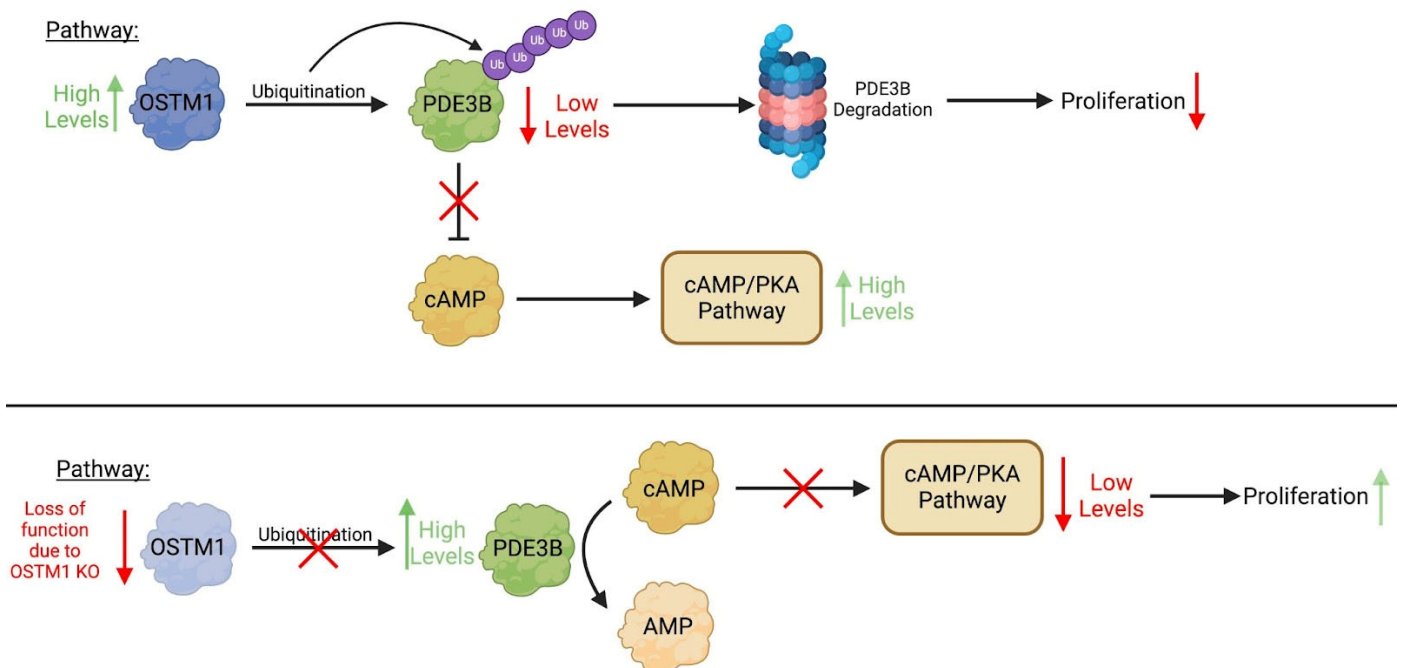 Pathway:
High
Levels
OSTM1
Ubiquitination
PDE3B
Ub Ub Ub Ub Ub
Low
Levels
PDE3B
Degradation
Proliferation
cAMP
cAMP/PKA
Pathway
High
Levels
Pathway:
Loss of
function
due to
OSTM1 KO
OSTM1
Ubiquitination
High
Levels
PDE3B
cAMP
AMP
cAMP/PKA
Pathway
Low
Levels
Proliferation